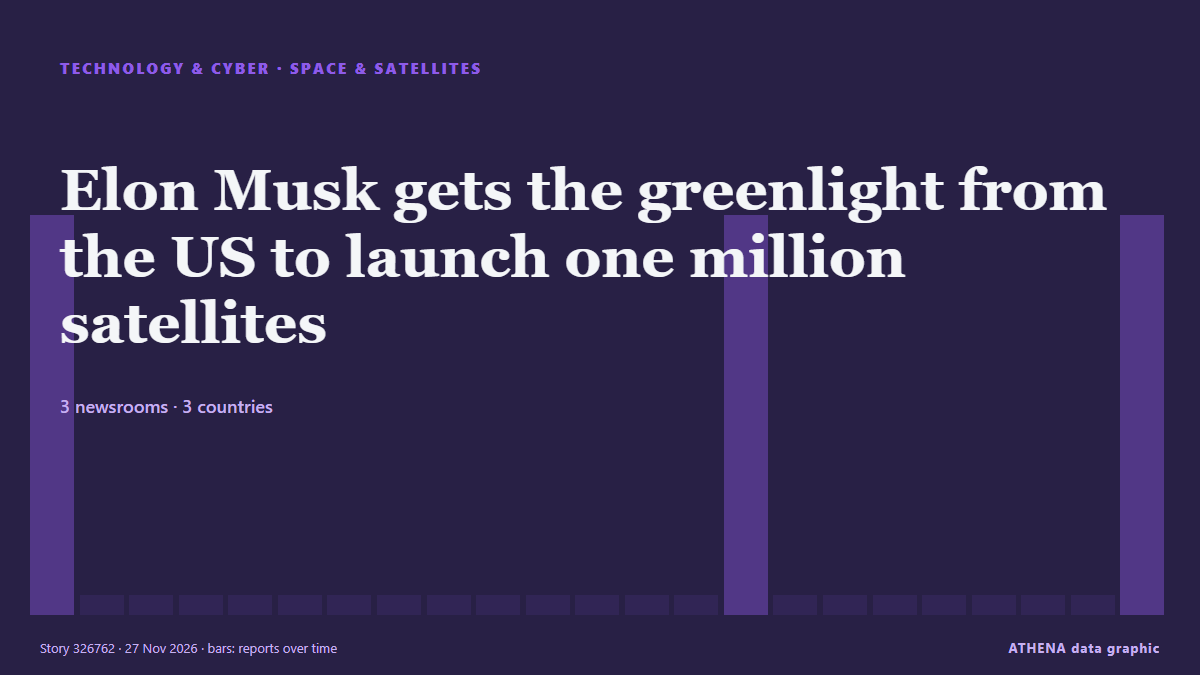 TECHNOLOGY & CYBER · SPACE & SATELLITES
Elon Musk gets the greenlight from
the US to launch one million
satellites
3 newsrooms · 3 countries
Story 326762 · 27 Nov 2026 · bars: reports over time
ATHENA data graphic